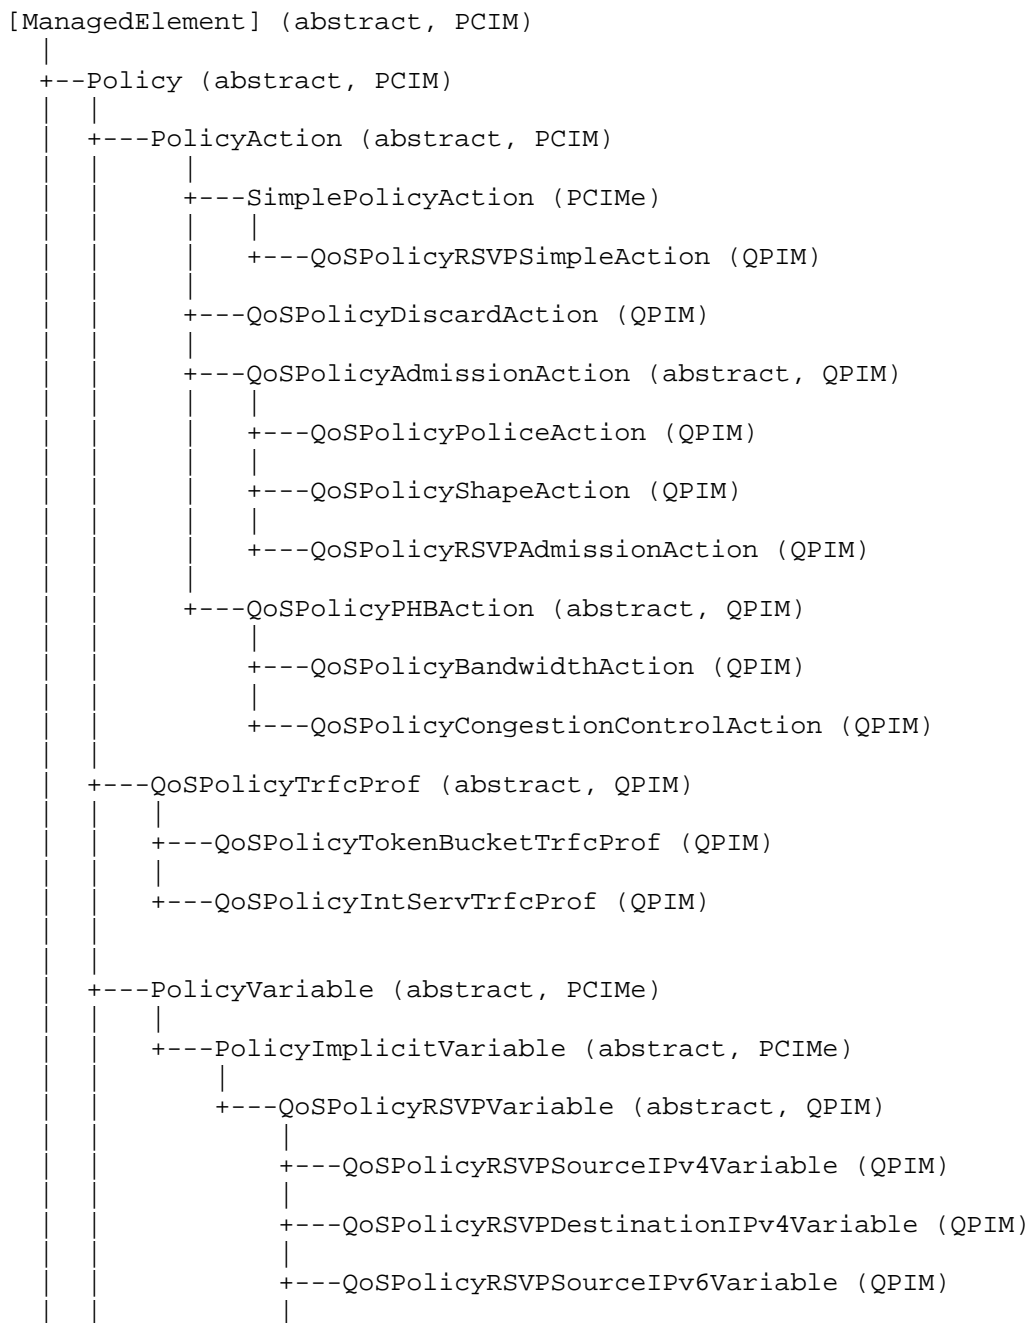 [ManagedElement] (abstract, PCIM)
   |
   +--Policy (abstract, PCIM)
   |  |
   |  +---PolicyAction (abstract, PCIM)
   |  |     |
   |  |     +---SimplePolicyAction (PCIMe)
   |  |     |   |
   |  |     |   +---QoSPolicyRSVPSimpleAction (QPIM)
   |  |     |
   |  |     +---QoSPolicyDiscardAction (QPIM)
   |  |     |
   |  |     +---QoSPolicyAdmissionAction (abstract, QPIM)
   |  |     |   |
   |  |     |   +---QoSPolicyPoliceAction (QPIM)
   |  |     |   |
   |  |     |   +---QoSPolicyShapeAction (QPIM)
   |  |     |   |
   |  |     |   +---QoSPolicyRSVPAdmissionAction (QPIM)
   |  |     |
   |  |     +---QoSPolicyPHBAction (abstract, QPIM)
   |  |         |
   |  |         +---QoSPolicyBandwidthAction (QPIM)
   |  |         |
   |  |         +---QoSPolicyCongestionControlAction (QPIM)
   |  |
   |  +---QoSPolicyTrfcProf (abstract, QPIM)
   |  |   |
   |  |   +---QoSPolicyTokenBucketTrfcProf (QPIM)
   |  |   |
   |  |   +---QoSPolicyIntServTrfcProf (QPIM)
   |  |
   |  |
   |  +---PolicyVariable (abstract, PCIMe)
   |  |   |
   |  |   +---PolicyImplicitVariable (abstract, PCIMe)
   |  |       |
   |  |       +---QoSPolicyRSVPVariable (abstract, QPIM)
   |  |           |
   |  |           +---QoSPolicyRSVPSourceIPv4Variable (QPIM)
   |  |           |
   |  |           +---QoSPolicyRSVPDestinationIPv4Variable (QPIM)
   |  |           |
   |  |           +---QoSPolicyRSVPSourceIPv6Variable (QPIM)
   |  |           |